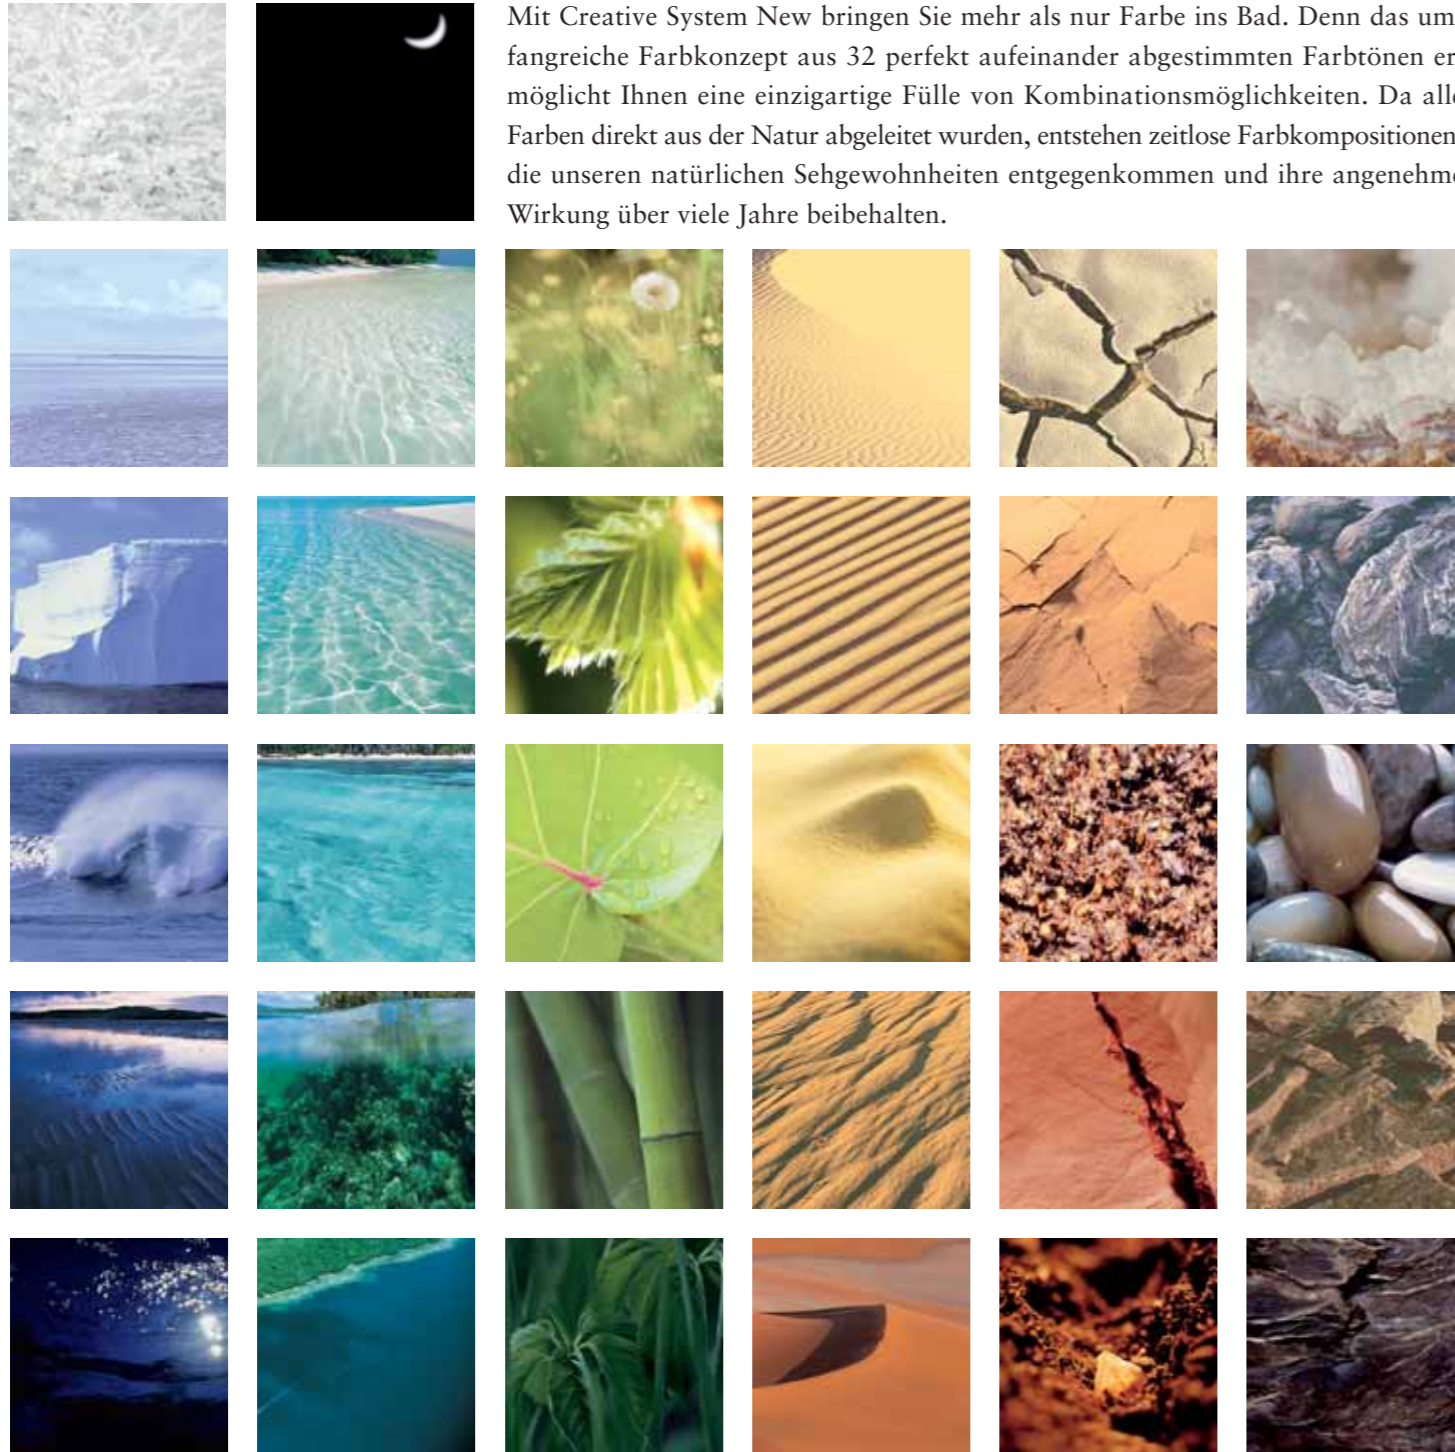 Mit Creative System New bringen Sie mehr als nur Farbe ins Bad. Denn das um
fangreiche Farbkonzept aus 32 perfekt aufeinander abgestimmten Farbtönen er
möglicht Ihnen eine einzigartige Fülle von Kombinationsmöglichkeiten. Da alle
Farben direkt aus der Natur abgeleitet wurden, entstehen zeitlose Farbkompositionen
die unseren natürlichen Sehgewohnheiten entgegenkommen und ihre angenehme
Wirkung über viele Jahre beibehalten.